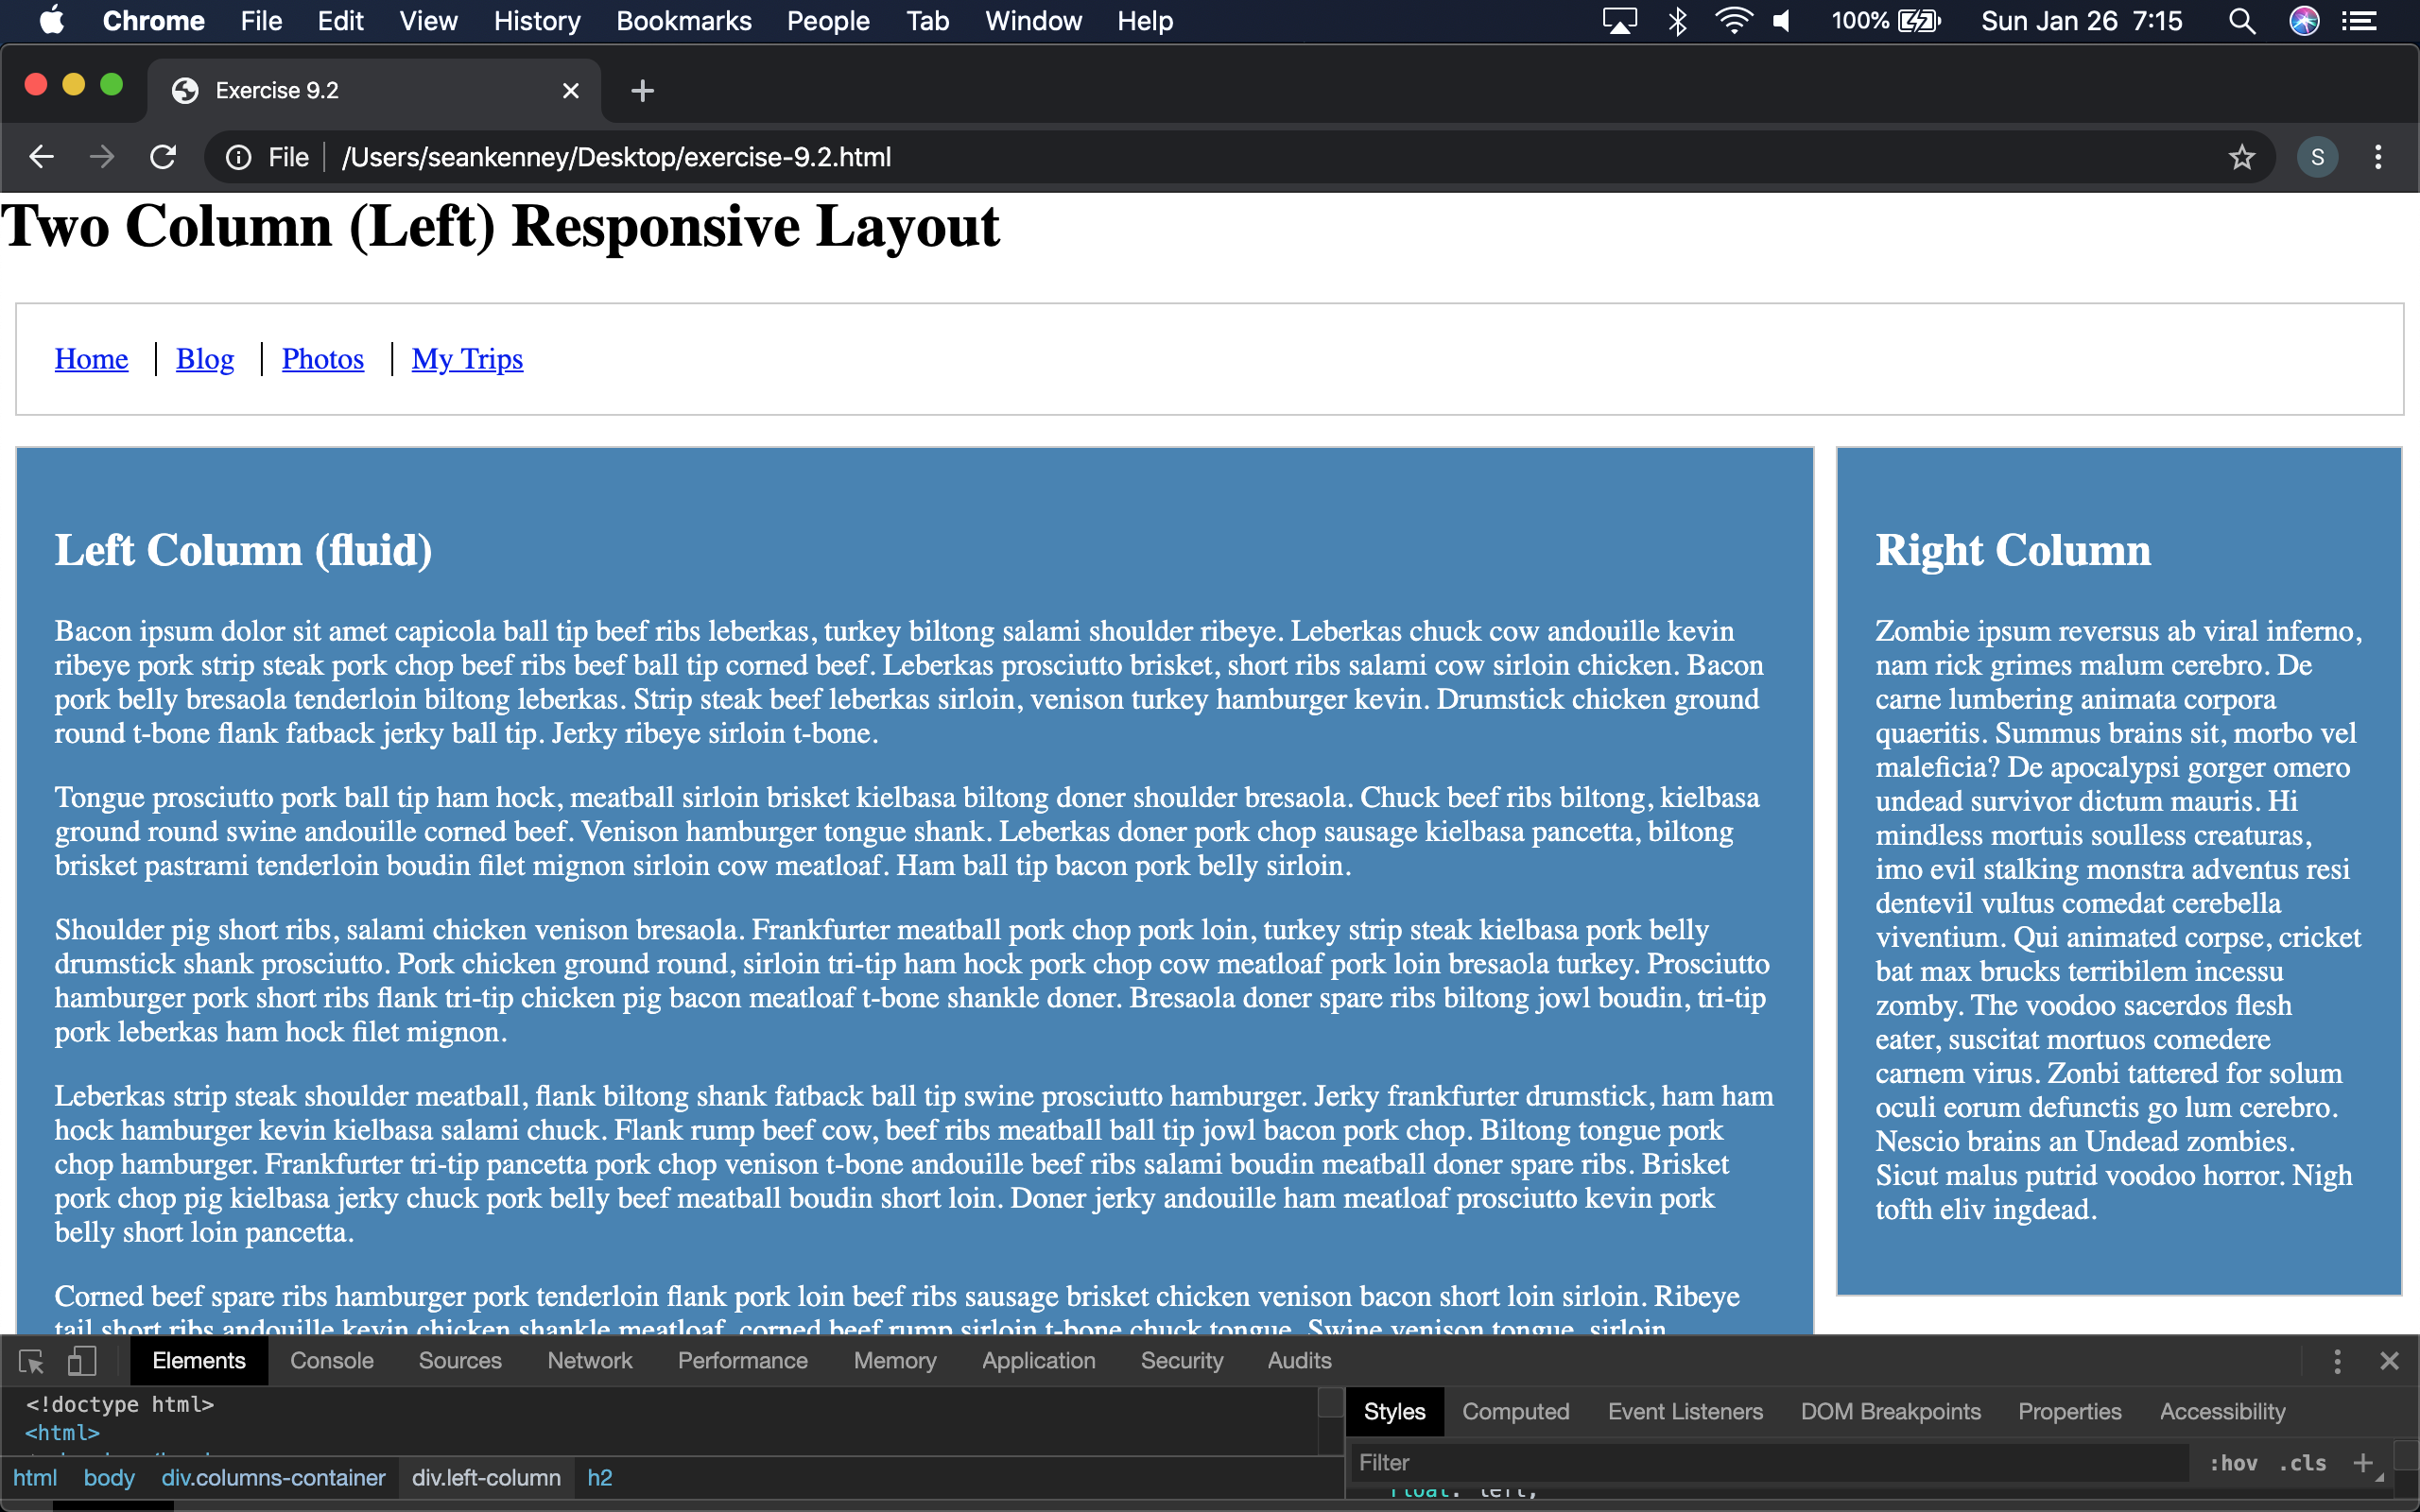 Chrome File Edit View History Bookmarks People Tab Window Help 100% Sun Jan 26 7:15
Exercise 9.2
File /Users/seankenney/Desktop/exercise-9.2.html S
Two Column (Left) Responsive Layout
Home Blog Photos My Trips
Left Column (fluid)
Bacon ipsum dolor sit amet capicola ball tip beef ribs leberkas, turkey biltong salami shoulder ribeye. Leberkas chuck cow andouille kevin
ribeye pork strip steak pork chop beef ribs beef ball tip corned beef. Leberkas prosciutto brisket, short ribs salami cow sirloin chicken. Bacon
pork belly bresaola tenderloin biltong leberkas. Strip steak beef leberkas sirloin, venison turkey hamburger kevin. Drumstick chicken ground
round t-bone flank fatback jerky ball tip. Jerky ribeye sirloin t-bone.
Tongue prosciutto pork ball tip ham hock, meatball sirloin brisket kielbasa biltong doner shoulder bresaola. Chuck beef ribs biltong, kielbasa
ground round swine andouille corned beef. Venison hamburger tongue shank. Leberkas doner pork chop sausage kielbasa pancetta, biltong
brisket pastrami tenderloin boudin filet mignon sirloin cow meatloaf. Ham ball tip bacon pork belly sirloin.
Shoulder pig short ribs, salami chicken venison bresaola. Frankfurter meatball pork chop pork loin, turkey strip steak kielbasa pork belly
drumstick shank prosciutto. Pork chicken ground round, sirloin tri-tip ham hock pork chop cow meatloaf pork loin bresaola turkey. Prosciutto
hamburger pork short ribs flank tri-tip chicken pig bacon meatloaf t-bone shankle doner. Bresaola doner spare ribs biltong jowl boudin, tri-tip
pork leberkas ham hock filet mignon.
Leberkas strip steak shoulder meatball, flank biltong shank fatback ball tip swine prosciutto hamburger. Jerky frankfurter drumstick, ham ham
hock hamburger kevin kielbasa salami chuck. Flank rump beef cow, beef ribs meatball ball tip jowl bacon pork chop. Biltong tongue pork
chop hamburger. Frankfurter tri-tip pancetta pork chop venison t-bone andouille beef ribs salami boudin meatball doner spare ribs. Brisket
pork chop pig kielbasa jerky chuck pork belly beef meatball boudin short loin. Doner jerky andouille ham meatloaf prosciutto kevin pork
belly short loin pancetta.
Corned beef spare ribs hamburger pork tenderloin flank pork loin beef ribs sausage brisket chicken venison bacon short loin sirloin. Ribeye
tail short ribs andouille kevin chicken shankle meatloaf, corned beef rump sirloin t-bone chuck tongue. Swine venison tongue, sirloin
Right Column
Zombie ipsum reversus ab viral inferno,
nam rick grimes malum cerebro. De
carne lumbering animata corpora
quaeritis. Summus brains sit, morbo vel
maleficia? De apocalypsi gorger omero
undead survivor dictum mauris. Hi
mindless mortuis soulless creaturas,
imo evil stalking monstra adventus resi
dentevil vultus comedat cerebella
viventium. Qui animated corpse, cricket
bat max brucks terribilem incessu
zomby. The voodoo sacerdos flesh
eater, suscitat mortuos comedere
carnem virus. Zonbi tattered for solum
oculi eorum defunctis go lum cerebro.
Nescio brains an Undead zombies.
Sicut malus putrid voodoo horror. Nigh
tofth eliv ingdead.
Elements Console Sources Network Performance Memory Application Security Audits
<!doctype html>
<html>
html body div.columns-container div.left-column h2
Styles Computed Event Listeners DOM Breakpoints Properties Accessibility
Filter :hov .cls
float: left;